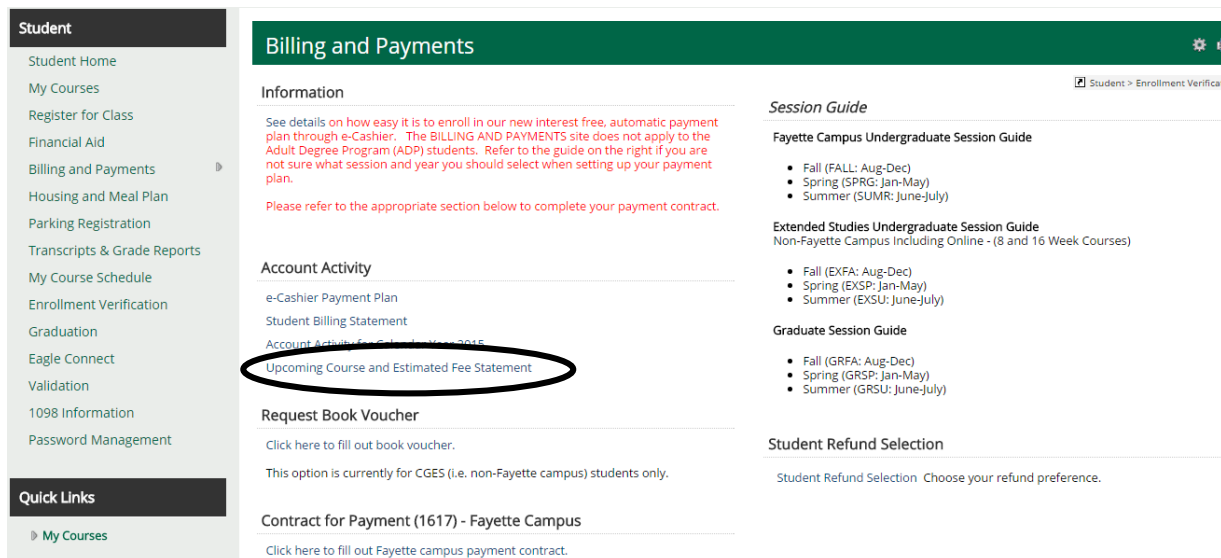 Student
Student Home
My Courses
Register for Class
Financial Aid
Billing and Payments
Housing and Meal Plan
Parking Registration
Transcripts & Grade Reports
My Course Schedule
Enrollment Verification
Graduation
Eagle Connect
Validation
1098 Information
Password Management
Quick Links
My Courses
Billing and Payments
Information
See details on how easy it is to enroll in our new interest free, automatic payment
plan through e-Cashier. The BILLING AND PAYMENTS site does not apply to the
Adult Degree Program (ADP) students. Refer to the guide on the right if you are
not sure what session and year you should select when setting up your payment
plan.
Please refer to the appropriate section below to complete your payment contract.
Account Activity
e-Cashier Payment Plan
Student Billing Statement
Account Activity for Calendar Year 2015
Upcoming Course and Estimated Fee Statement
Request Book Voucher
Click here to fill out book voucher.
This option is currently for CGES (i.e. non-Fayette campus) students only.
Contract for Payment (1617) - Fayette Campus
Click here to fill out Fayette campus payment contract.
Student > Enrollment Verifica
Session Guide
Fayette Campus Undergraduate Session Guide
• Fall (FALL: Aug-Dec)
• Spring (SPRG: Jan-May)
• Summer (SUMR: June-July)
Extended Studies Undergraduate Session Guide
Non-Fayette Campus Including Online - (8 and 16 Week Courses)
• Fall (EXFA: Aug-Dec)
• Spring (EXSP: Jan-May)
• Summer (EXSU: June-July)
Graduate Session Guide
• Fall (GRFA: Aug-Dec)
• Spring (GRSP: Jan-May)
• Summer (GRSU: June-July)
Student Refund Selection
Student Refund Selection Choose your refund preference.